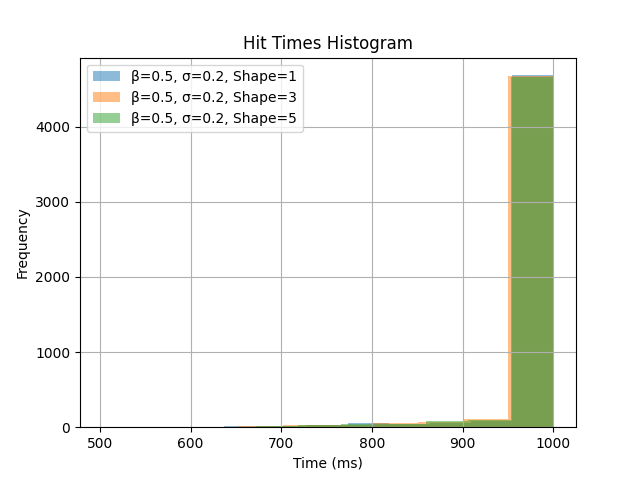 Hit Times Histogram
β=0.5, σ=0.2, Shape=1
β=0.5, σ=0.2, Shape=3
β=0.5, σ=0.2, Shape=5
Frequency
4000
3000
2000
1000
0
500 600 700 800 900 1000
Time (ms)